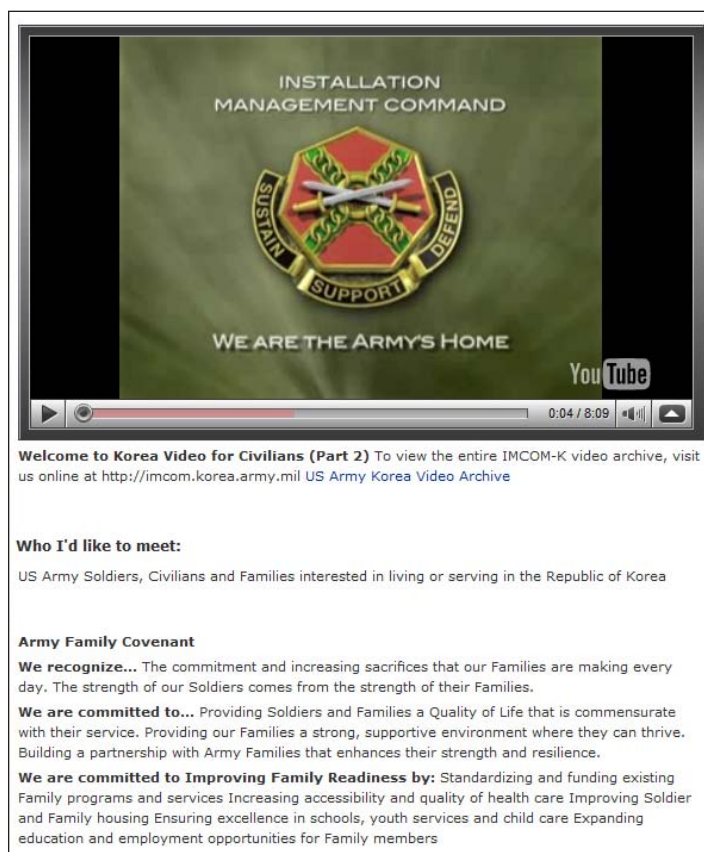 INSTALLATION
MANAGEMENT COMMAND
SUSTAIN
SUPPORT
DEFEND
WE ARE THE ARMY'S HOME
YouTube
0:04 / 8:09
Welcome to Korea Video for Civilians (Part 2) To view the entire IMCOM-K video archive, visit
us online at http://imcom.korea.army.mil US Army Korea Video Archive
Who I'd like to meet:
US Army Soldiers, Civilians and Families interested in living or serving in the Republic of Korea
Army Family Covenant
We recognize... The commitment and increasing sacrifices that our Families are making every
day. The strength of our Soldiers comes from the strength of their Families.
We are committed to... Providing Soldiers and Families a Quality of Life that is commensurate
with their service. Providing our Families a strong, supportive environment where they can thrive.
Building a partnership with Army Families that enhances their strength and resilience.
We are committed to Improving Family Readiness by: Standardizing and funding existing
Family programs and services Increasing accessibility and quality of health care Improving Soldier
and Family housing Ensuring excellence in schools, youth services and child care Expanding
education and employment opportunities for Family members